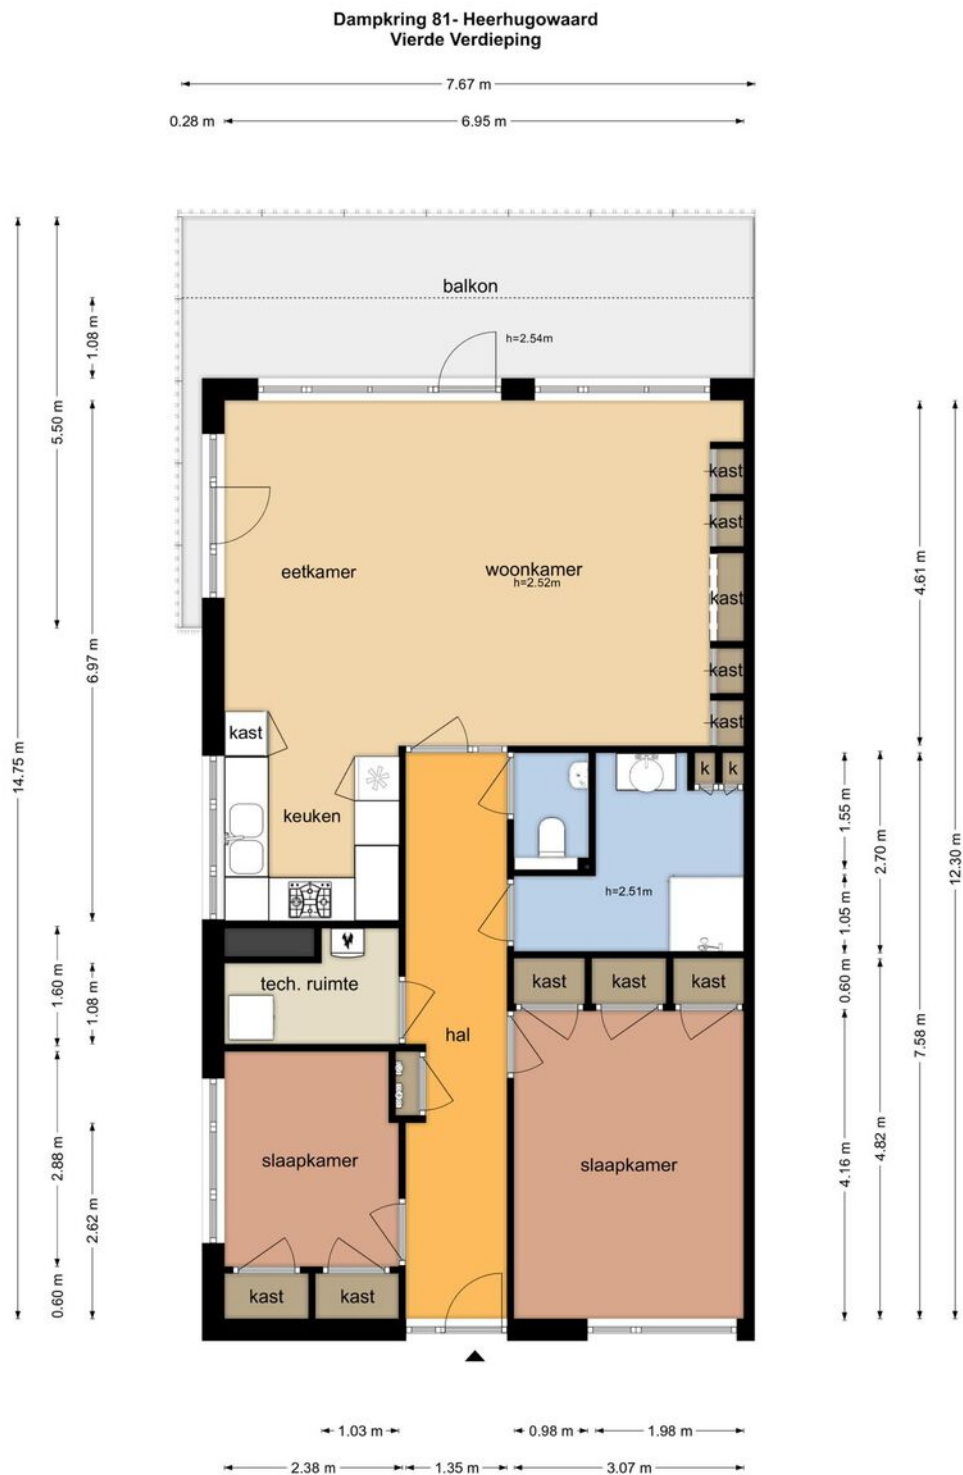 Dampkring 81- Heerhugowaard
Vierde Verdieping
7.67 m
0.28 m
6.95 m
balkon
h=2.54m
1.08 m
5.50 m
14.75 m
6.97 m
eetkamer
woonkamer
h=2.52m
kast
kast
kast
kast
kast
4.61 m
12.30 m
kast
keuken
k
k
h=2.51m
1.55 m
1.05 m
2.70 m
7.58 m
1.60 m
1.08 m
tech. ruimte
hal
kast
kast
kast
0.60 m
4.16 m
4.82 m
2.88 m
2.62 m
0.60 m
slaapkamer
slaapkamer
kast
kast
1.03 m
0.98 m
1.98 m
2.38 m
1.35 m
3.07 m